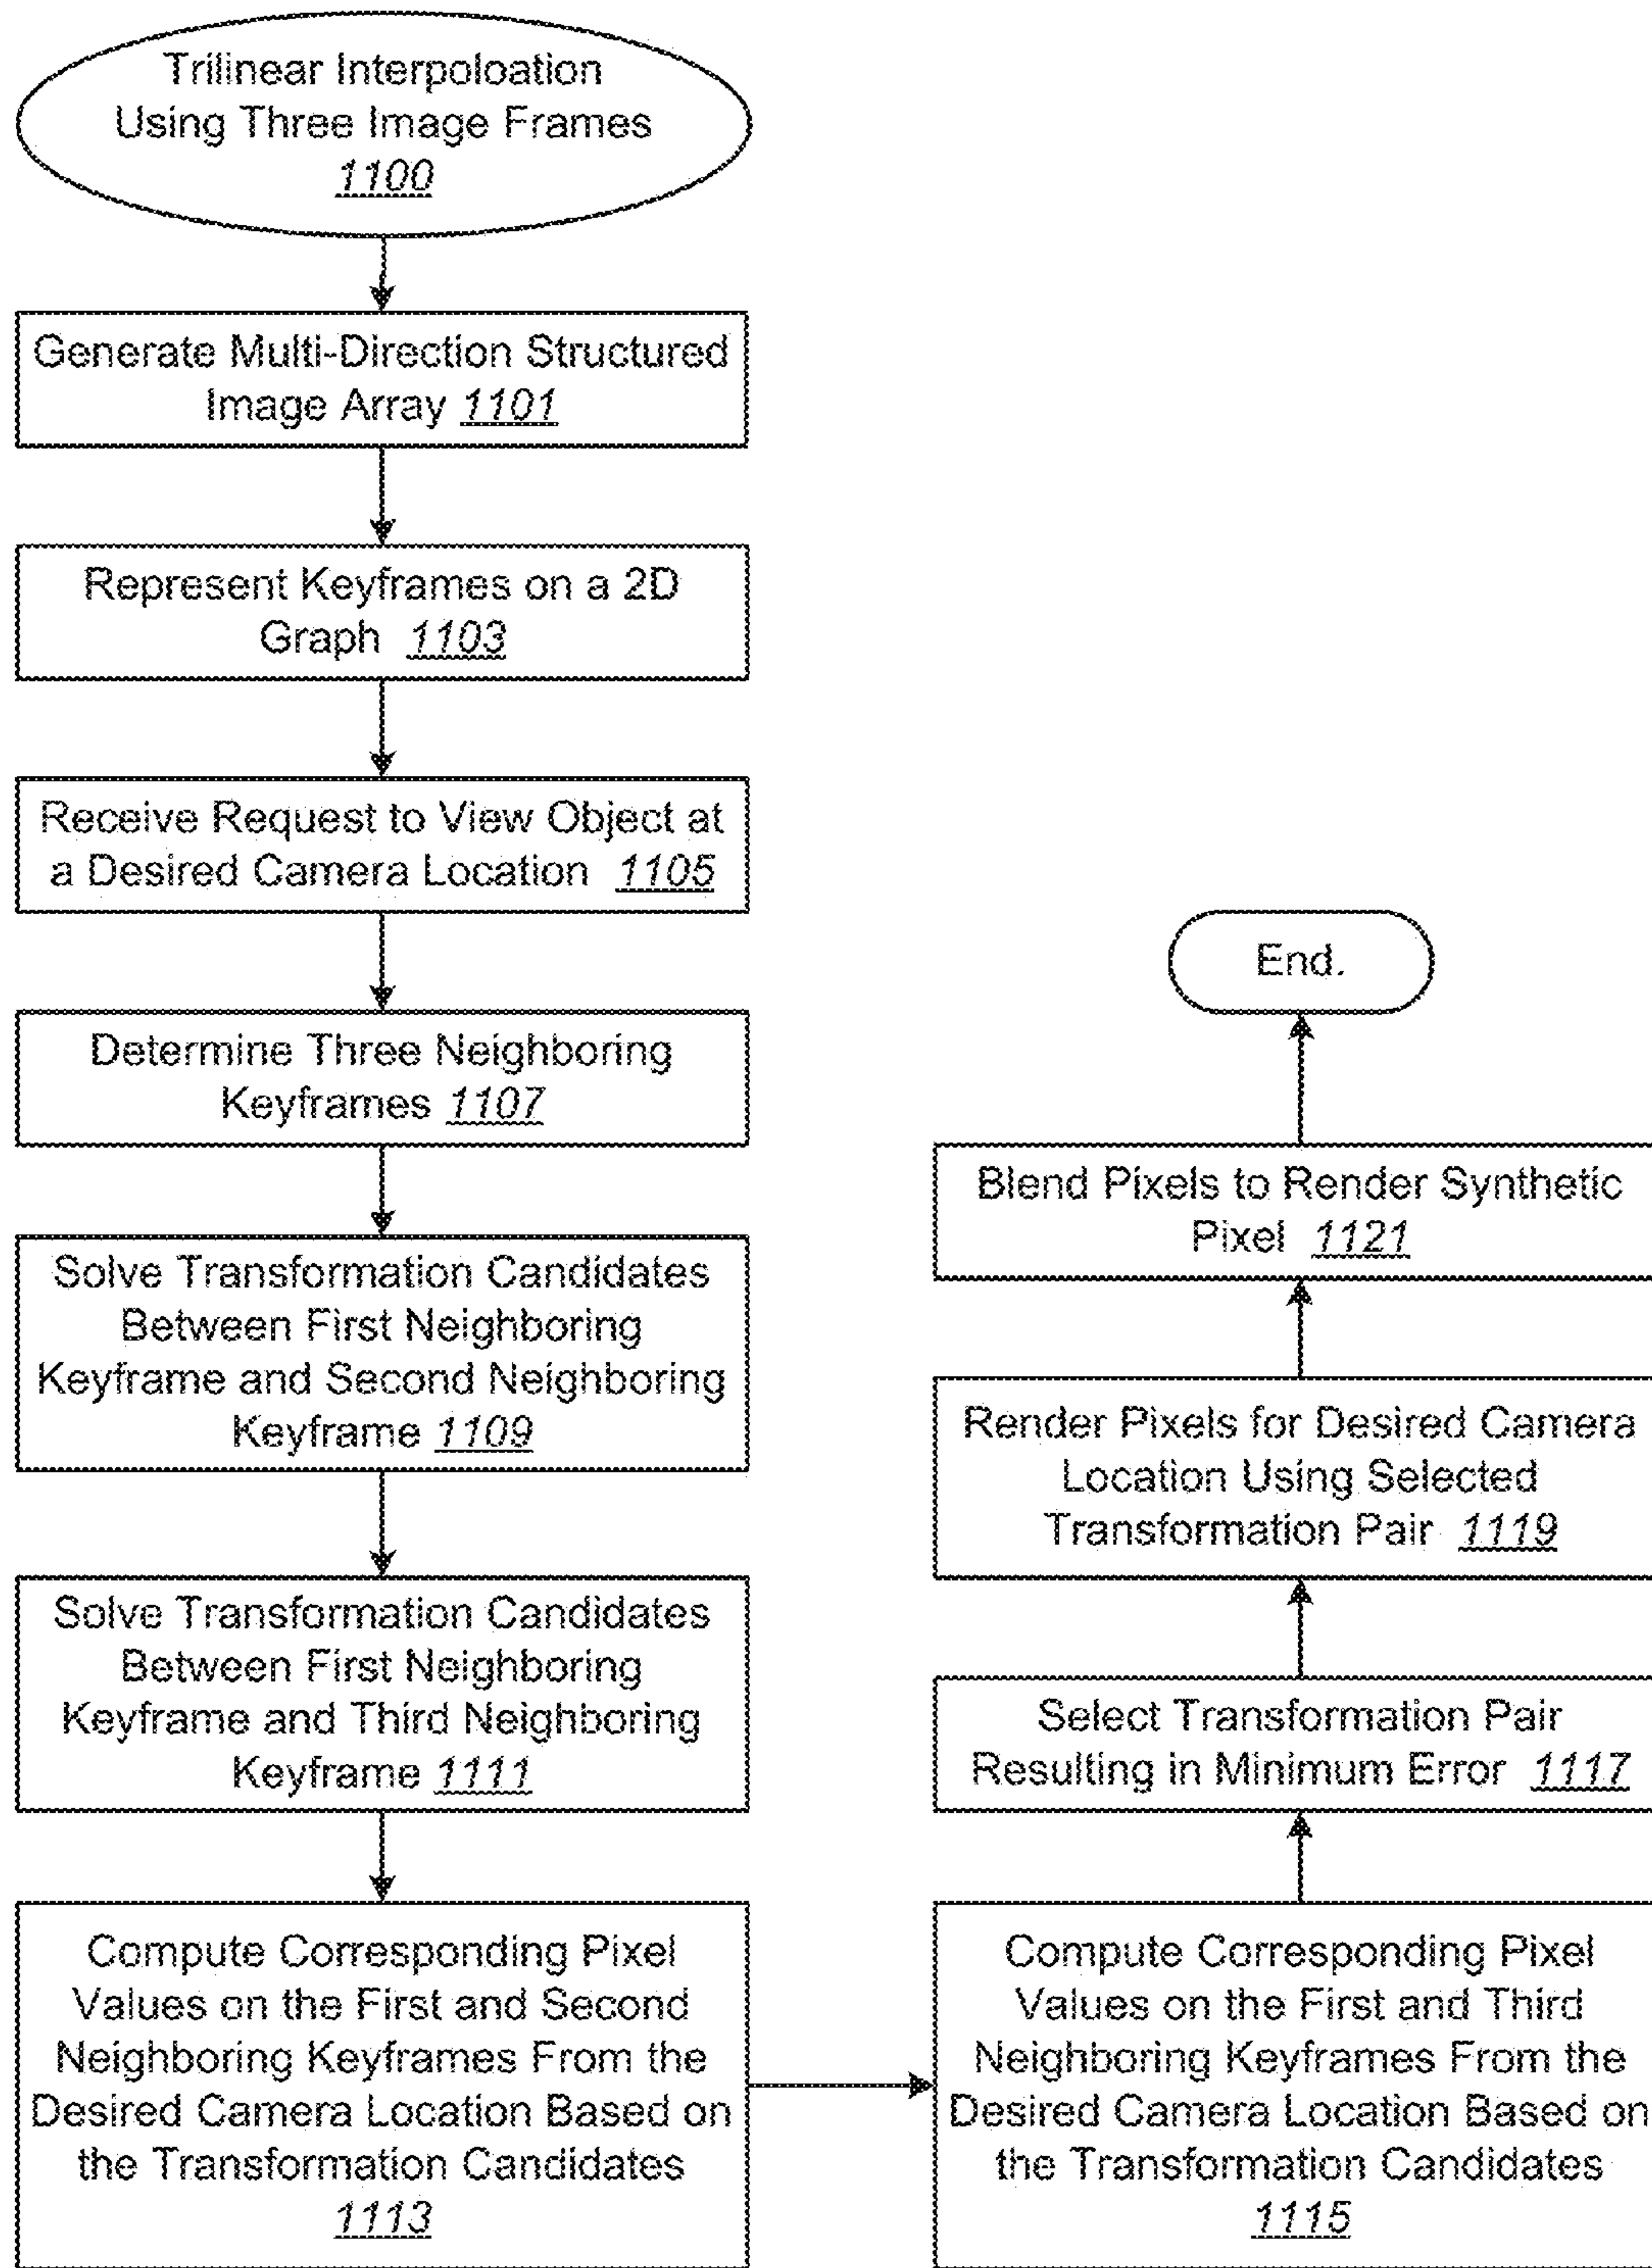 Trilinear Interpoloation
Using Three Image Frames
1100
Generate Multi-Direction Structured
Image Array 1101
Represent Keyframes on a 2D
Graph 1103
Receive Request to View Object at
a Desired Camera Location 1105
Determine Three Neighboring
Keyframes 1107
Solve Transformation Candidates
Between First Neighboring
Keyframe and Second Neighboring
Keyframe 1109
Solve Transformation Candidates
Between First Neighboring
Keyframe and Third Neighboring
Keyframe 1111
Compute Corresponding Pixel
Values on the First and Second
Neighboring Keyframes From the
Desired Camera Location Based on
the Transformation Candidates
1113
Compute Corresponding Pixel
Values on the First and Third
Neighboring Keyframes From the
Desired Camera Location Based on
the Transformation Candidates
1115
Select Transformation Pair
Resulting in Minimum Error 1117
Render Pixels for Desired Camera
Location Using Selected
Transformation Pair 1119
Blend Pixels to Render Synthetic
Pixel 1121
End.